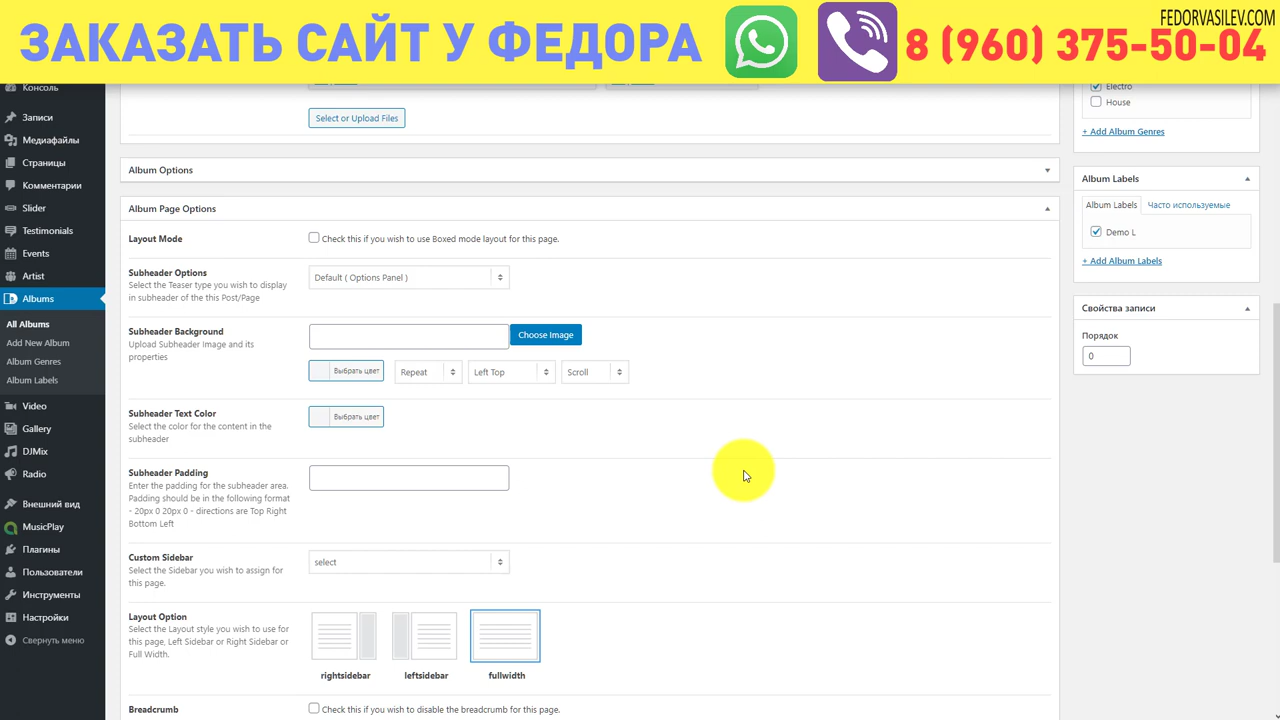 FEDORVASILEV.COM
ЗАКАЗАТЬ САЙТ У ФЕДОРА
8 (960) 375-50-04
Консоль
Записи
Медиафайлы
Страницы
Комментарии
Slider
Testimonials
Events
Artist
Albums
All Albums
Add New Album
Album Genres
Album Labels
Video
Gallery
DJMix
Radio
Внешний вид
MusicPlay
Плагины
Пользователи
Инструменты
Настройки
Свернуть меню
Select or Upload Files
Album Options
Album Page Options
Layout Mode
Check this if you wish to use Boxed mode layout for this page.
Subheader Options
Select the Teaser type you wish to display
in subheader of the this Post/Page
Default ( Options Panel )
Subheader Background
Upload Subheader Image and its
properties
Choose Image
Выбрать цвет
Repeat
Left Top
Scroll
Subheader Text Color
Select the color for the content in the
subheader
Выбрать цвет
Subheader Padding
Enter the padding for the subheader area.
Padding should be in the following format
- 20px 0 20px 0 - directions are Top Right
Bottom Left
Custom Sidebar
Select the Sidebar you wish to assign for
this page.
select
Layout Option
Select the Layout style you wish to use for
this page, Left Sidebar or Right Sidebar or
Full Width.
rightsidebar
leftsidebar
fullwidth
Breadcrumb
Check this if you wish to disable the breadcrumb for this page.
Electro
House
+ Add Album Genres
Album Labels
Album Labels
Часто используемые
Demo L
+ Add Album Labels
Свойства записи
Порядок
0